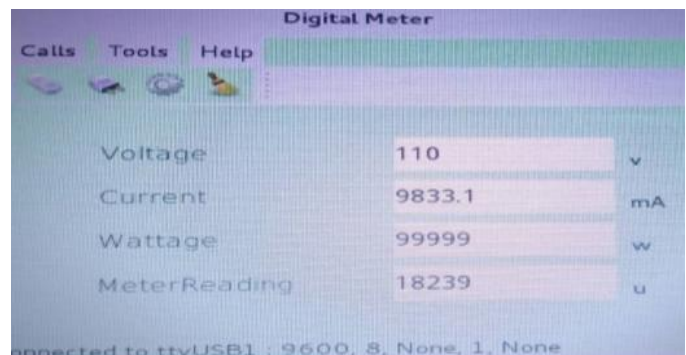 Digital Meter
Calls Tools Help
Voltage 110 v
Current 9833.1 mA
Wattage 99999 w
MeterReading 18239 u
onnected to ttyUSB1 : 9600, 8, None, 1, None